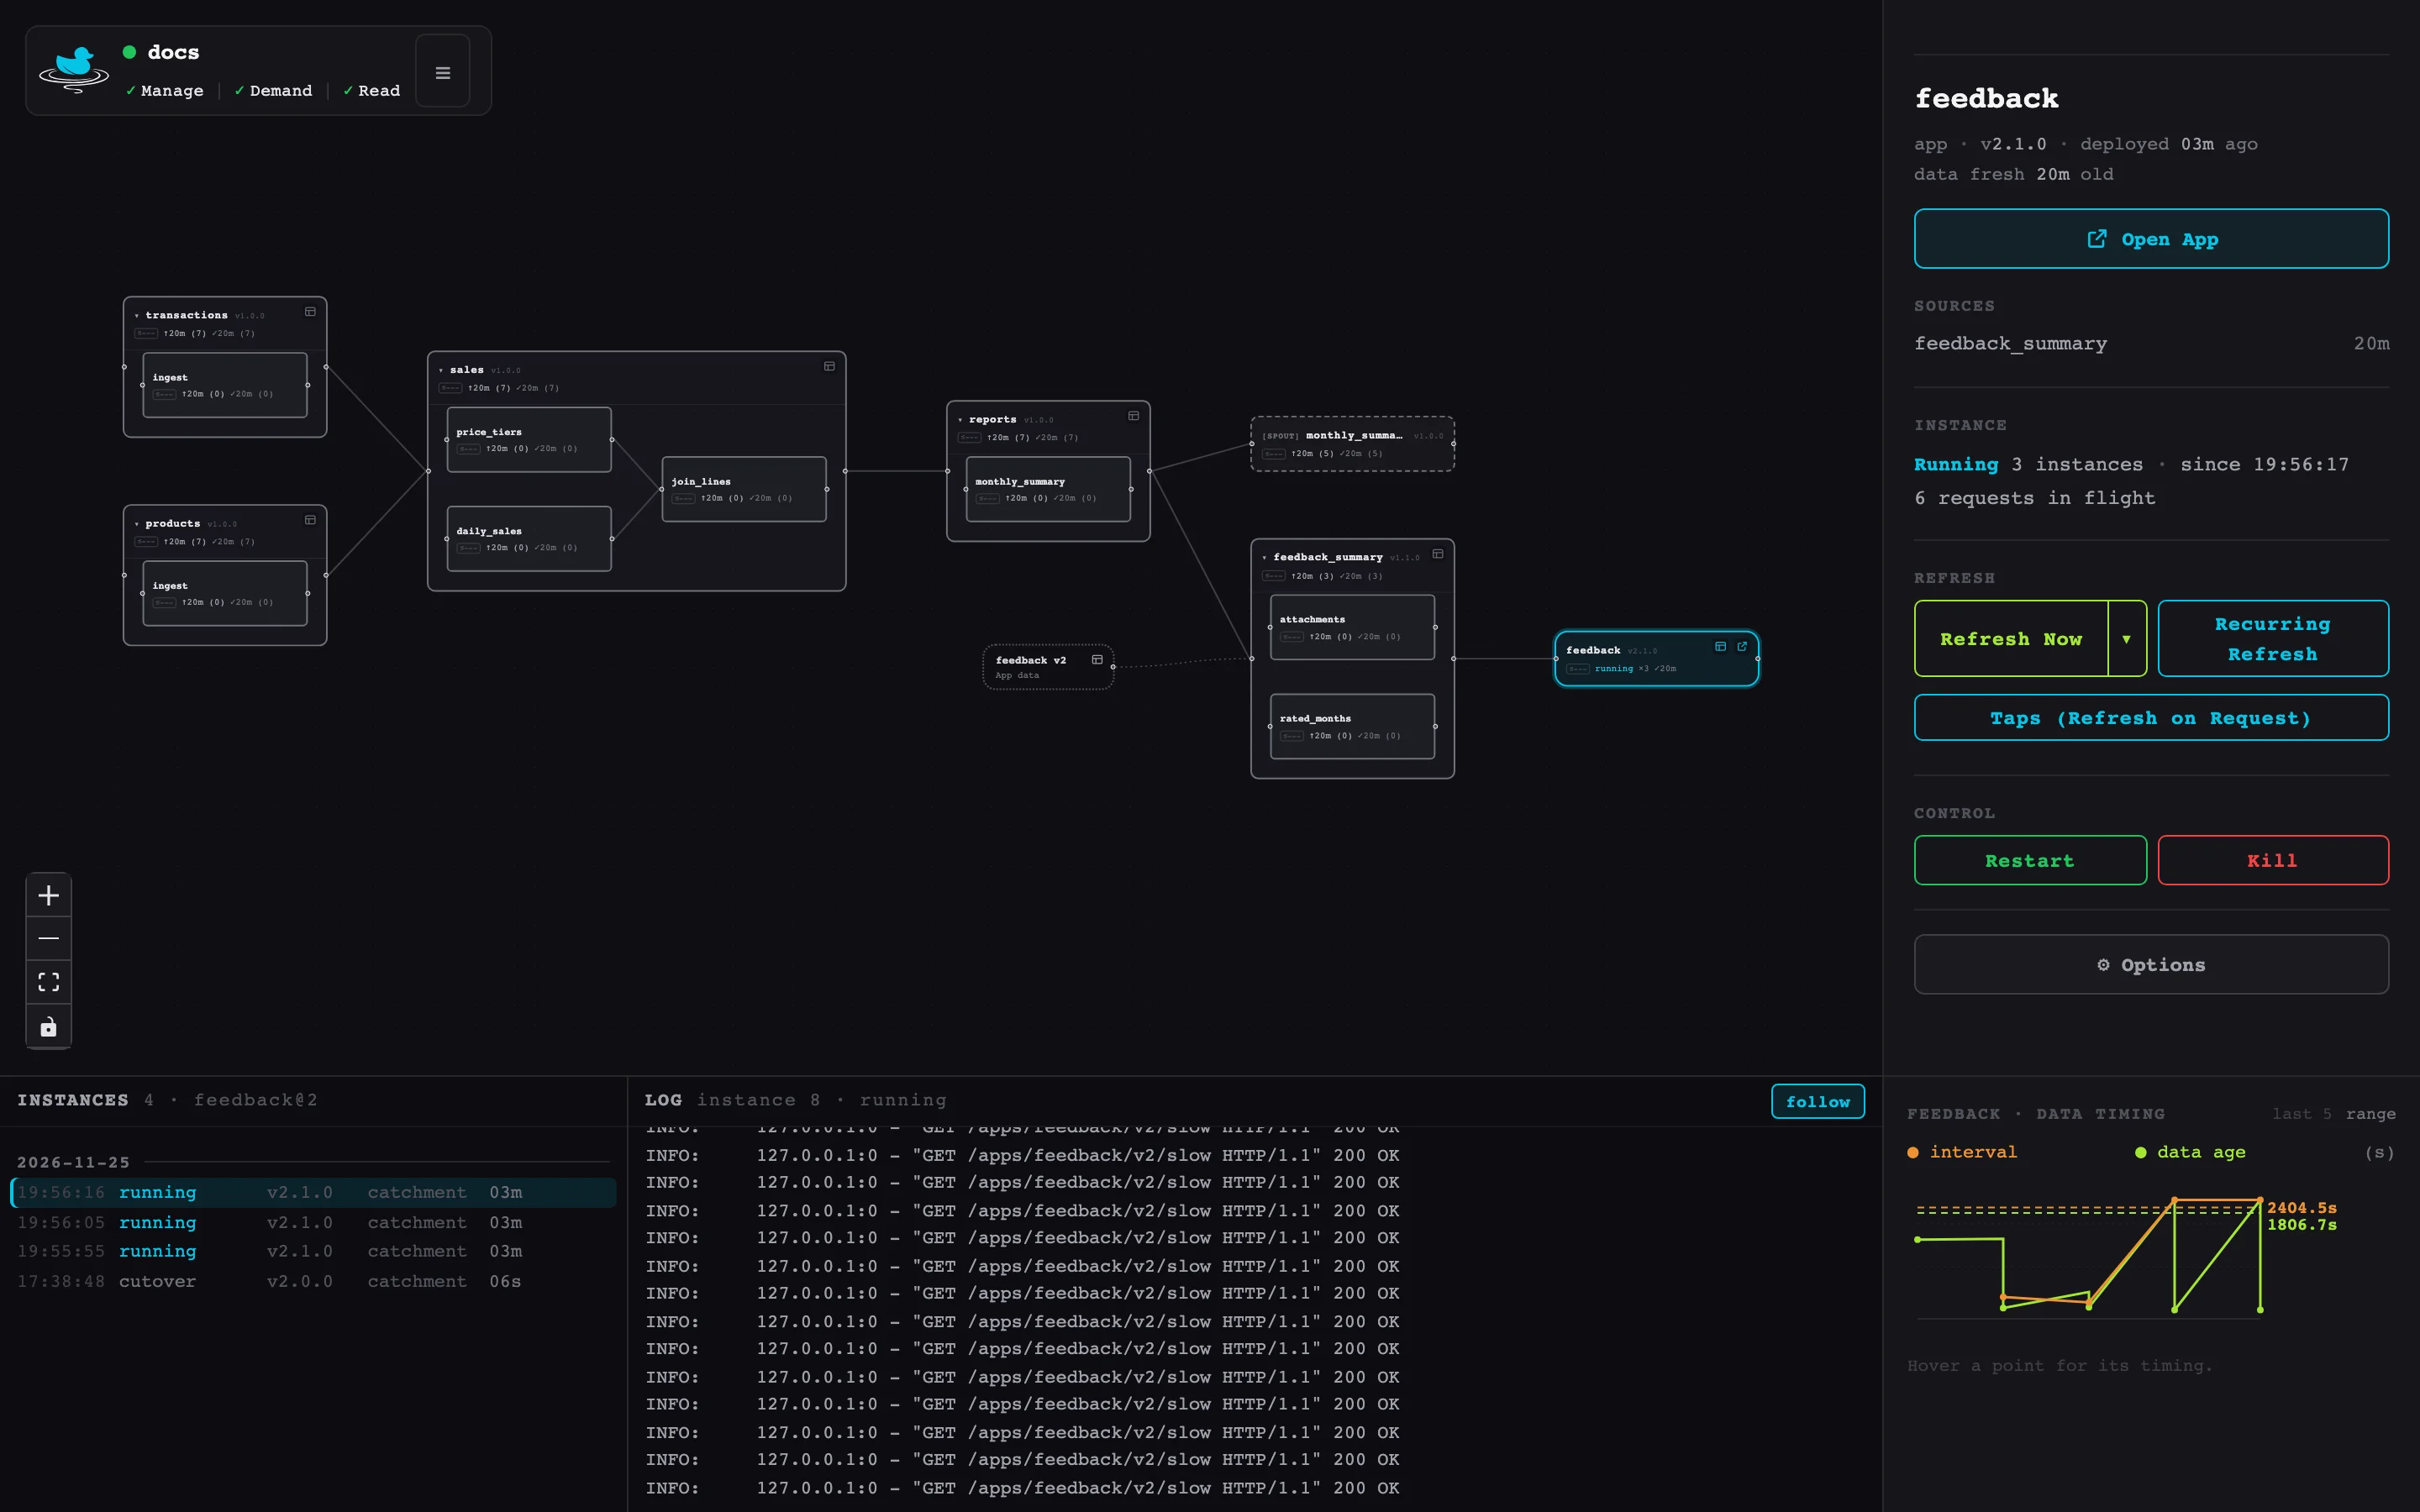 docs
✓ Manage | ✓ Demand | ✓ Read
▾ transactions v1.0.0
↑20m (7) ✓20m (7)
ingest
↑20m (0) ✓20m (0)
▾ products v1.0.0
↑20m (7) ✓20m (7)
ingest
↑20m (0) ✓20m (0)
▾ sales v1.0.0
↑20m (7) ✓20m (7)
price_tiers
↑20m (0) ✓20m (0)
daily_sales
↑20m (0) ✓20m (0)
join_lines
↑20m (0) ✓20m (0)
▾ reports v1.0.0
↑20m (7) ✓20m (7)
monthly_summary
↑20m (0) ✓20m (0)
[SPOUT] monthly_summa… v1.0.0
↑20m (5) ✓20m (5)
▾ feedback_summary v1.1.0
↑20m (3) ✓20m (3)
attachments
↑20m (0) ✓20m (0)
rated_months
↑20m (0) ✓20m (0)
feedback v2
App data
feedback v2.1.0
running ×3 ✓20m
feedback
app · v2.1.0 · deployed 03m ago
data fresh 20m old
Open App
SOURCES
feedback_summary 20m
INSTANCE
Running 3 instances · since 19:56:17
6 requests in flight
REFRESH
Refresh Now ▼
Recurring
Refresh
Taps (Refresh on Request)
CONTROL
Restart
Kill
⚙ Options
INSTANCES 4 · feedback@2
2026-11-25
19:56:16 running v2.1.0 catchment 03m
19:56:05 running v2.1.0 catchment 03m
19:55:55 running v2.1.0 catchment 03m
17:38:48 cutover v2.0.0 catchment 06s
LOG instance 8 · running
follow
INFO: 127.0.0.1:0 - "GET /apps/feedback/v2/slow HTTP/1.1" 200 OK
INFO: 127.0.0.1:0 - "GET /apps/feedback/v2/slow HTTP/1.1" 200 OK
INFO: 127.0.0.1:0 - "GET /apps/feedback/v2/slow HTTP/1.1" 200 OK
INFO: 127.0.0.1:0 - "GET /apps/feedback/v2/slow HTTP/1.1" 200 OK
INFO: 127.0.0.1:0 - "GET /apps/feedback/v2/slow HTTP/1.1" 200 OK
INFO: 127.0.0.1:0 - "GET /apps/feedback/v2/slow HTTP/1.1" 200 OK
INFO: 127.0.0.1:0 - "GET /apps/feedback/v2/slow HTTP/1.1" 200 OK
INFO: 127.0.0.1:0 - "GET /apps/feedback/v2/slow HTTP/1.1" 200 OK
INFO: 127.0.0.1:0 - "GET /apps/feedback/v2/slow HTTP/1.1" 200 OK
INFO: 127.0.0.1:0 - "GET /apps/feedback/v2/slow HTTP/1.1" 200 OK
INFO: 127.0.0.1:0 - "GET /apps/feedback/v2/slow HTTP/1.1" 200 OK
INFO: 127.0.0.1:0 - "GET /apps/feedback/v2/slow HTTP/1.1" 200 OK
INFO: 127.0.0.1:0 - "GET /apps/feedback/v2/slow HTTP/1.1" 200 OK
INFO: 127.0.0.1:0 - "GET /apps/feedback/v2/slow HTTP/1.1" 200 OK
FEEDBACK · DATA TIMING last 5 range
interval data age (s)
2404.5s
1806.7s
Hover a point for its timing.